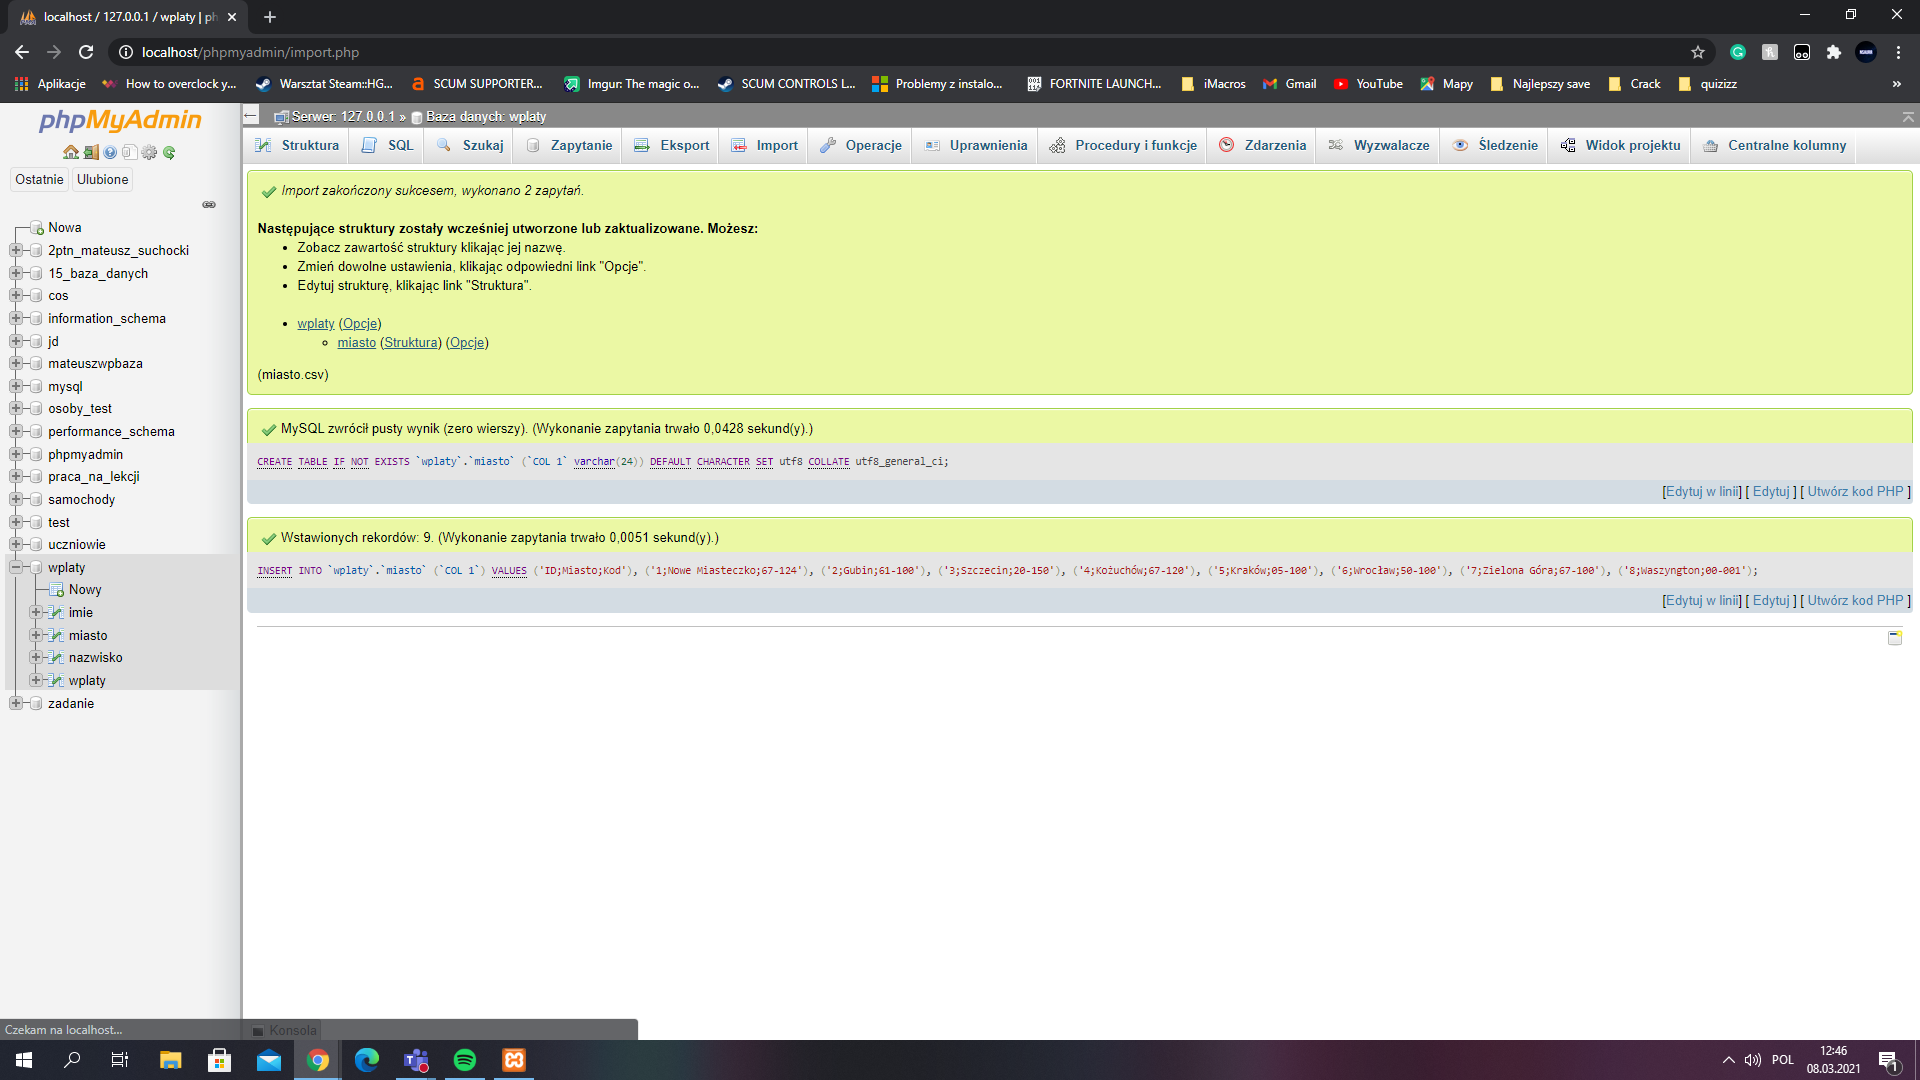 localhost / 127.0.0.1 / wplaty | ph
localhost/phpmyadmin/import.php
Aplikacje
How to overclock y...
Warsztat Steam::HG...
SCUM SUPPORTER...
Imgur: The magic o...
SCUM CONTROLS L...
Problemy z instalo...
FORTNITE LAUNCH...
iMacros
Gmail
YouTube
Mapy
Najlepszy save
Crack
quizizz
»
phpMyAdmin
Ostatnie
Ulubione
Nowa
2ptn_mateusz_suchocki
15_baza_danych
cos
information_schema
jd
mateuszwpbaza
mysql
osoby_test
performance_schema
phpmyadmin
praca_na_lekcji
samochody
test
uczniowie
wplaty
Nowy
imie
miasto
nazwisko
wplaty
zadanie
Serwer: 127.0.0.1 » Baza danych: wplaty
Struktura
SQL
Szukaj
Zapytanie
Eksport
Import
Operacje
Uprawnienia
Procedury i funkcje
Zdarzenia
Wyzwalacze
Śledzenie
Widok projektu
Centralne kolumny
Import zakończony sukcesem, wykonano 2 zapytań.
Następujące struktury zostały wcześniej utworzone lub zaktualizowane. Możesz:
• Zobacz zawartość struktury klikając jej nazwę.
• Zmień dowolne ustawienia, klikając odpowiedni link "Opcje".
• Edytuj strukturę, klikając link "Struktura".
• wplaty (Opcje)
miasto (Struktura) (Opcje)
(miasto.csv)
MySQL zwrócił pusty wynik (zero wierszy). (Wykonanie zapytania trwało 0,0428 sekund(y).)
CREATE TABLE IF NOT EXISTS `wplaty`.`miasto` (`COL 1` varchar(24)) DEFAULT CHARACTER SET utf8 COLLATE utf8_general_ci;
[Edytuj w linii] [ Edytuj ] [ Utwórz kod PHP ]
Wstawionych rekordów: 9. (Wykonanie zapytania trwało 0,0051 sekund(y).)
INSERT INTO `wplaty`.`miasto` (`COL 1`) VALUES ('ID;Miasto;Kod'), ('1;Nowe Miasteczko;67-124'), ('2;Gubin;61-100'), ('3;Szczecin;20-150'), ('4;Kożuchów;67-120'), ('5;Kraków;05-100'), ('6;Wrocław;50-100'), ('7;Zielona Góra;67-100'), ('8;Waszyngton;00-001');
[Edytuj w linii] [ Edytuj ] [ Utwórz kod PHP ]
Czekam na localhost...
Konsola
POL
12:46
08.03.2021
1